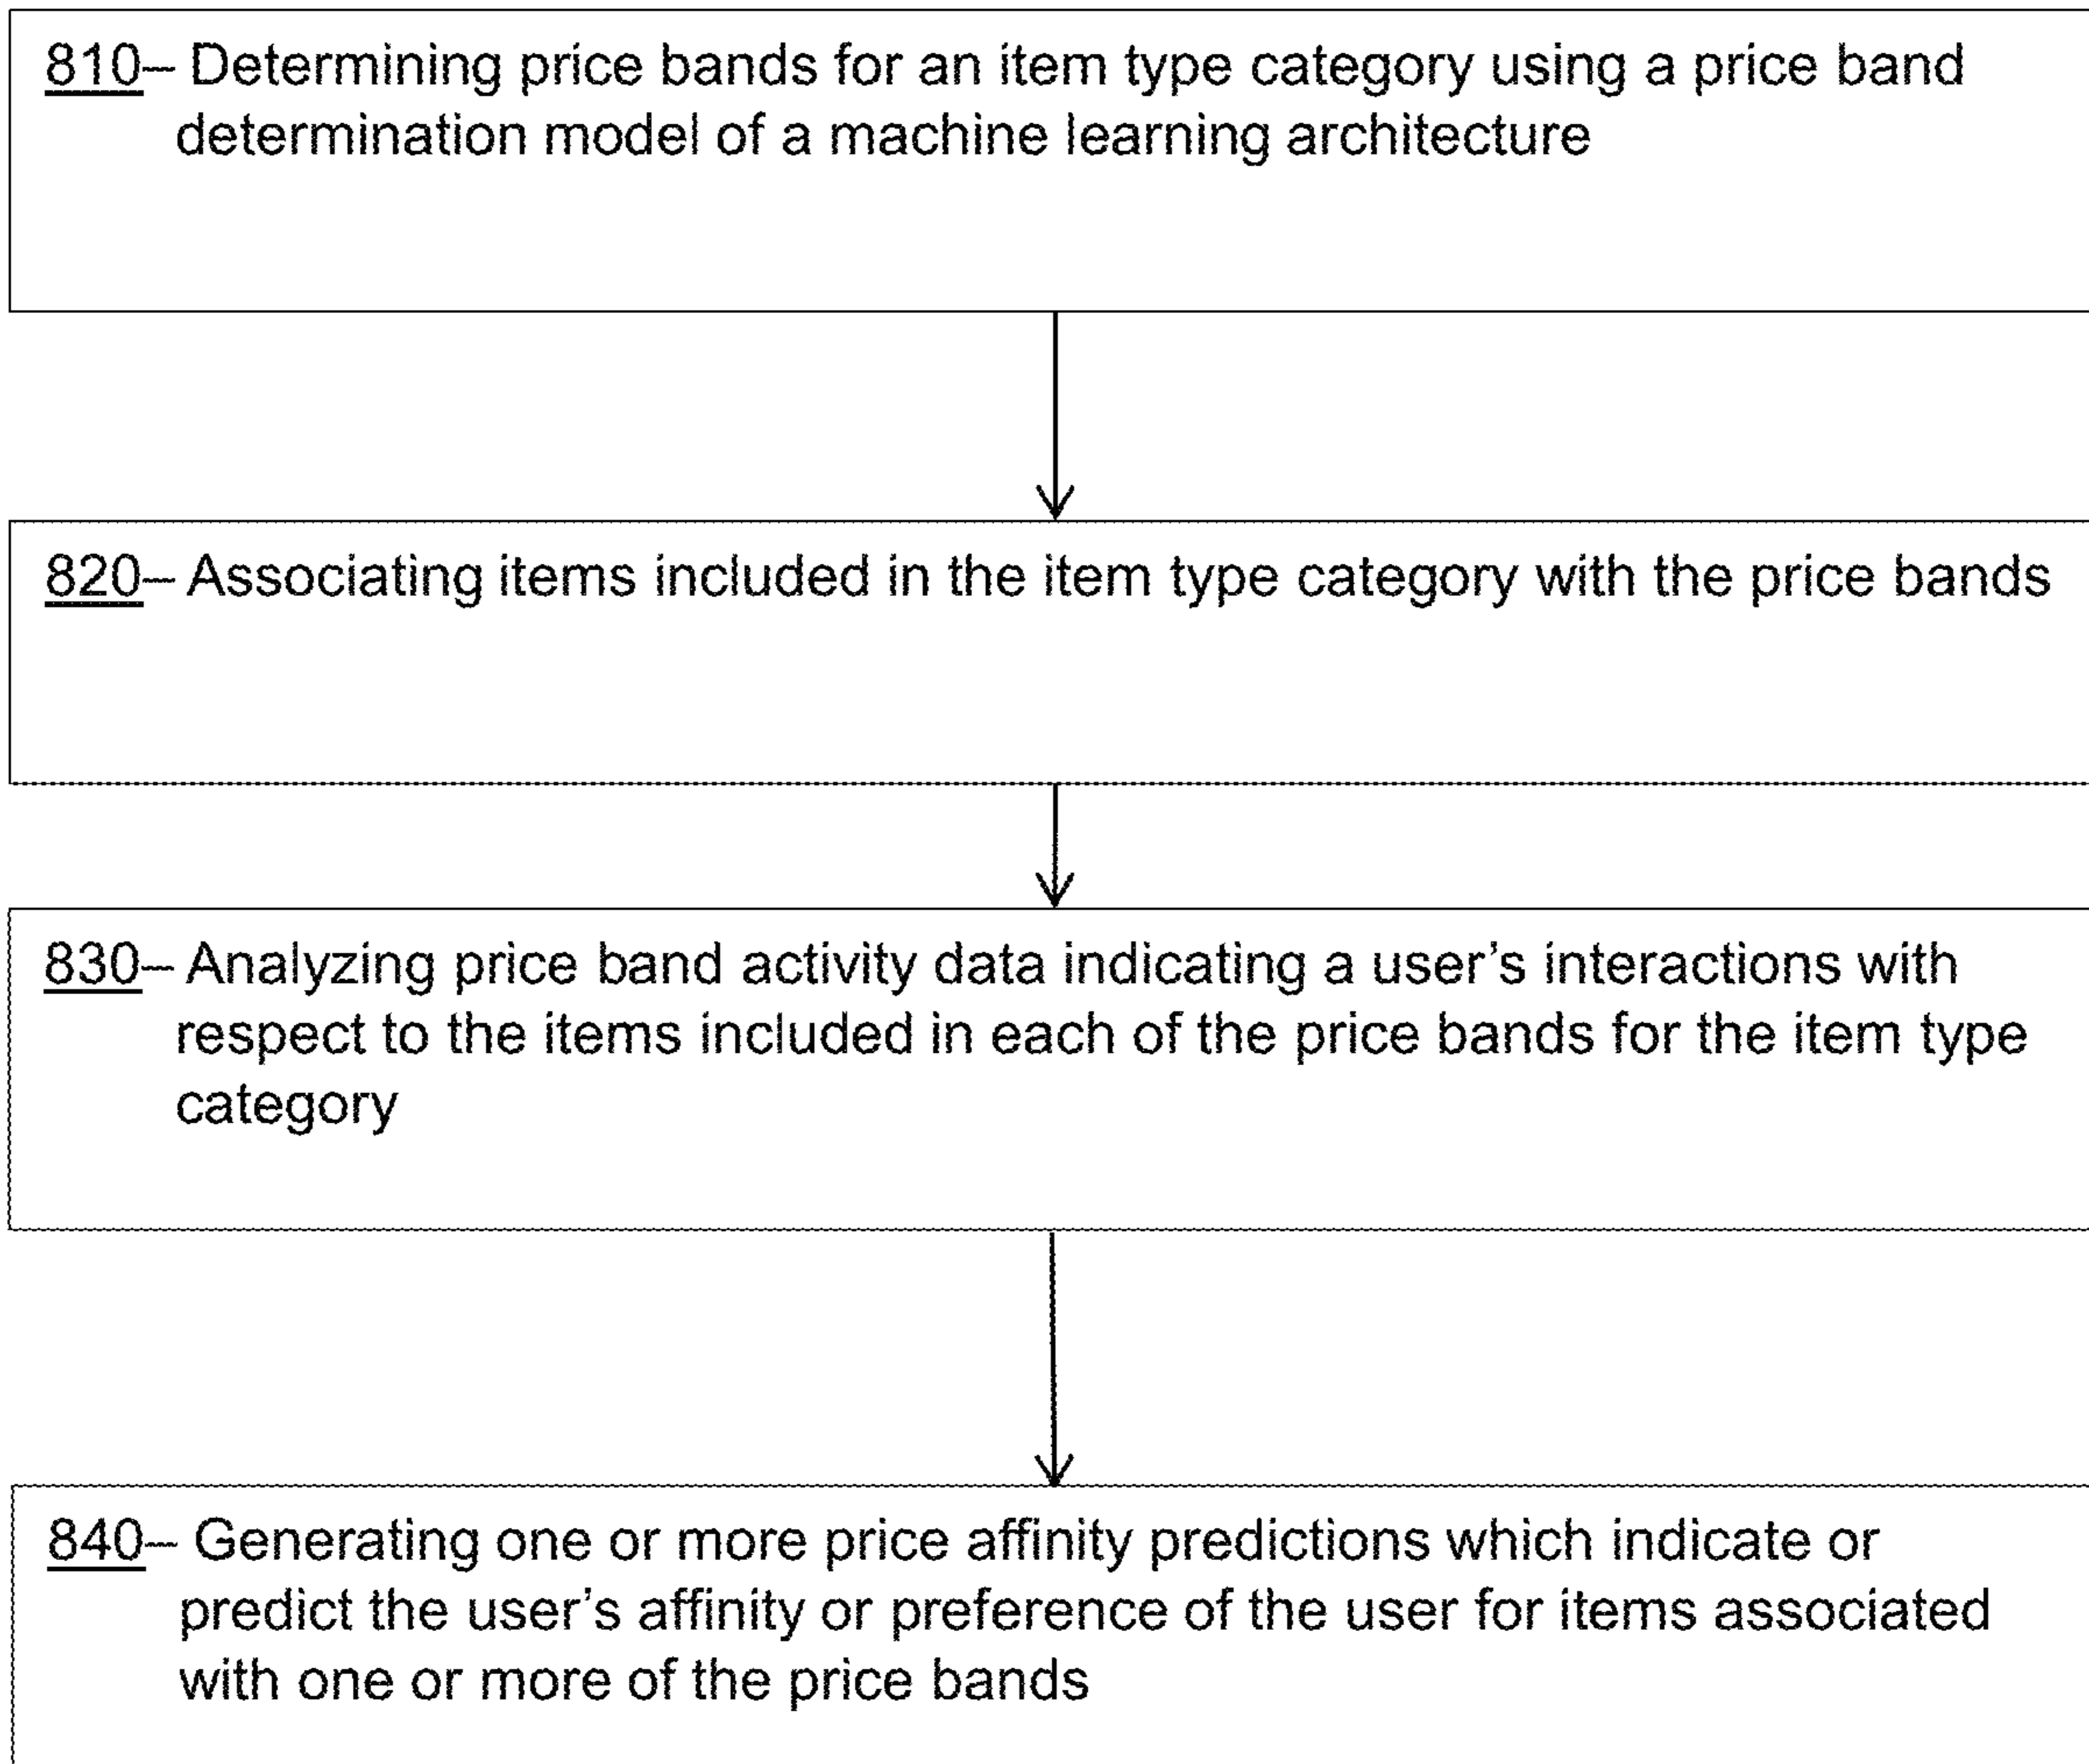 810– Determining price bands for an item type category using a price band
determination model of a machine learning architecture
820– Associating items included in the item type category with the price bands
830– Analyzing price band activity data indicating a user's interactions with
respect to the items included in each of the price bands for the item type
category
840– Generating one or more price affinity predictions which indicate or
predict the user's affinity or preference of the user for items associated
with one or more of the price bands